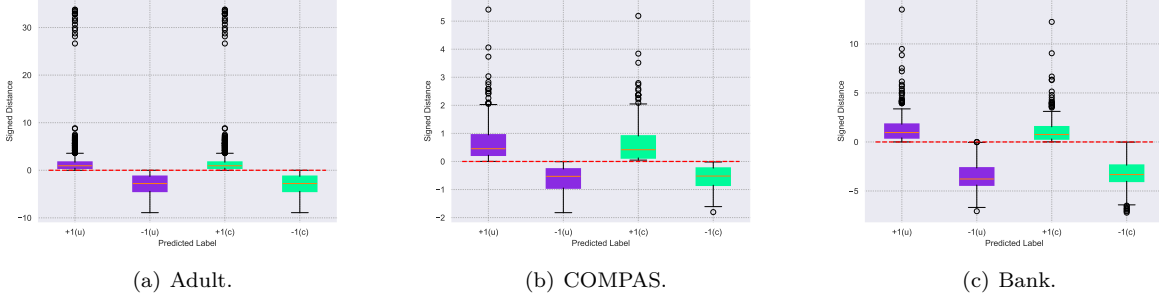 30
20
10
0
−10
Signed Distance
+1(u)
-1(u)
+1(c)
-1(c)
Predicted Label
(a) Adult.
5
4
3
2
1
0
−1
−2
Signed Distance
+1(u)
-1(u)
+1(c)
-1(c)
Predicted Label
(b) COMPAS.
10
5
0
−5
Signed Distance
+1(u)
-1(u)
+1(c)
-1(c)
Predicted Label
(c) Bank.